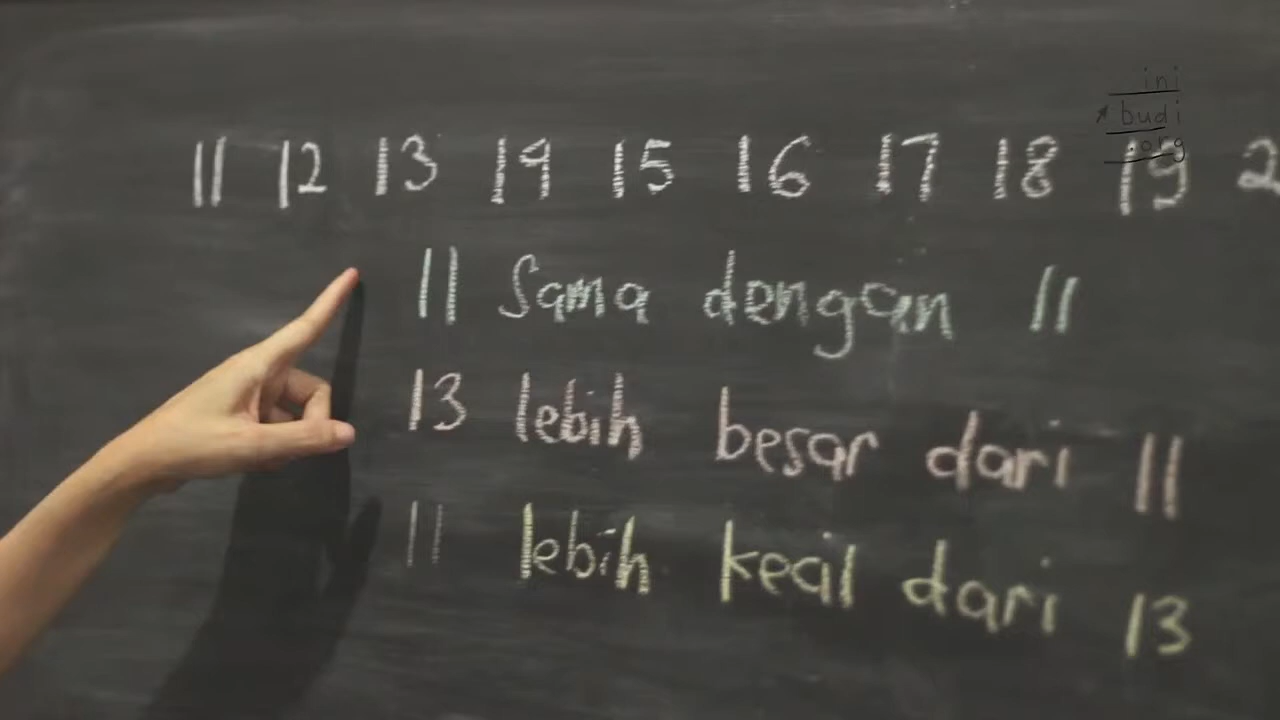 ini
budi
org
11 12 13 14 15 16 17 18 19 2
11 Sama dengan 11
13 lebih besar dari 11
11 lebih kecil dari 13